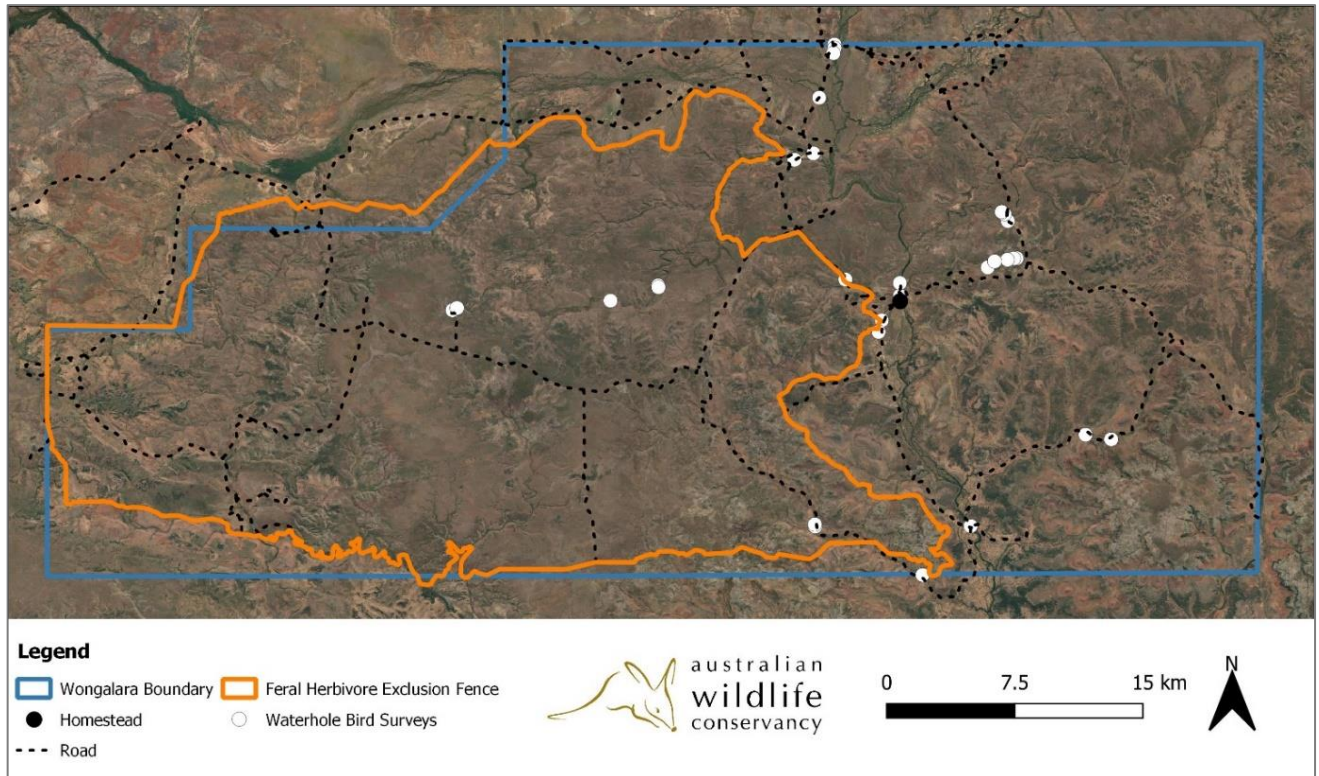 Legend
Wongalara Boundary
Feral Herbivore Exclusion Fence
Homestead
Waterhole Bird Surveys
Road
australian
wildlife
conservancy
0 7.5 15 km
N